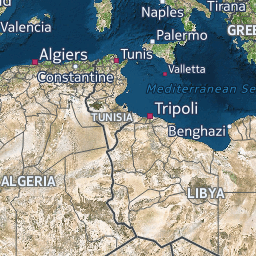 Naples
Tirana
Valencia
GREE
Palermo
Algiers
Tunis
Constantine
Valletta
Mediterranean Sea
Tripoli
TUNISIA
Benghazi
ALGERIA
LIBYA